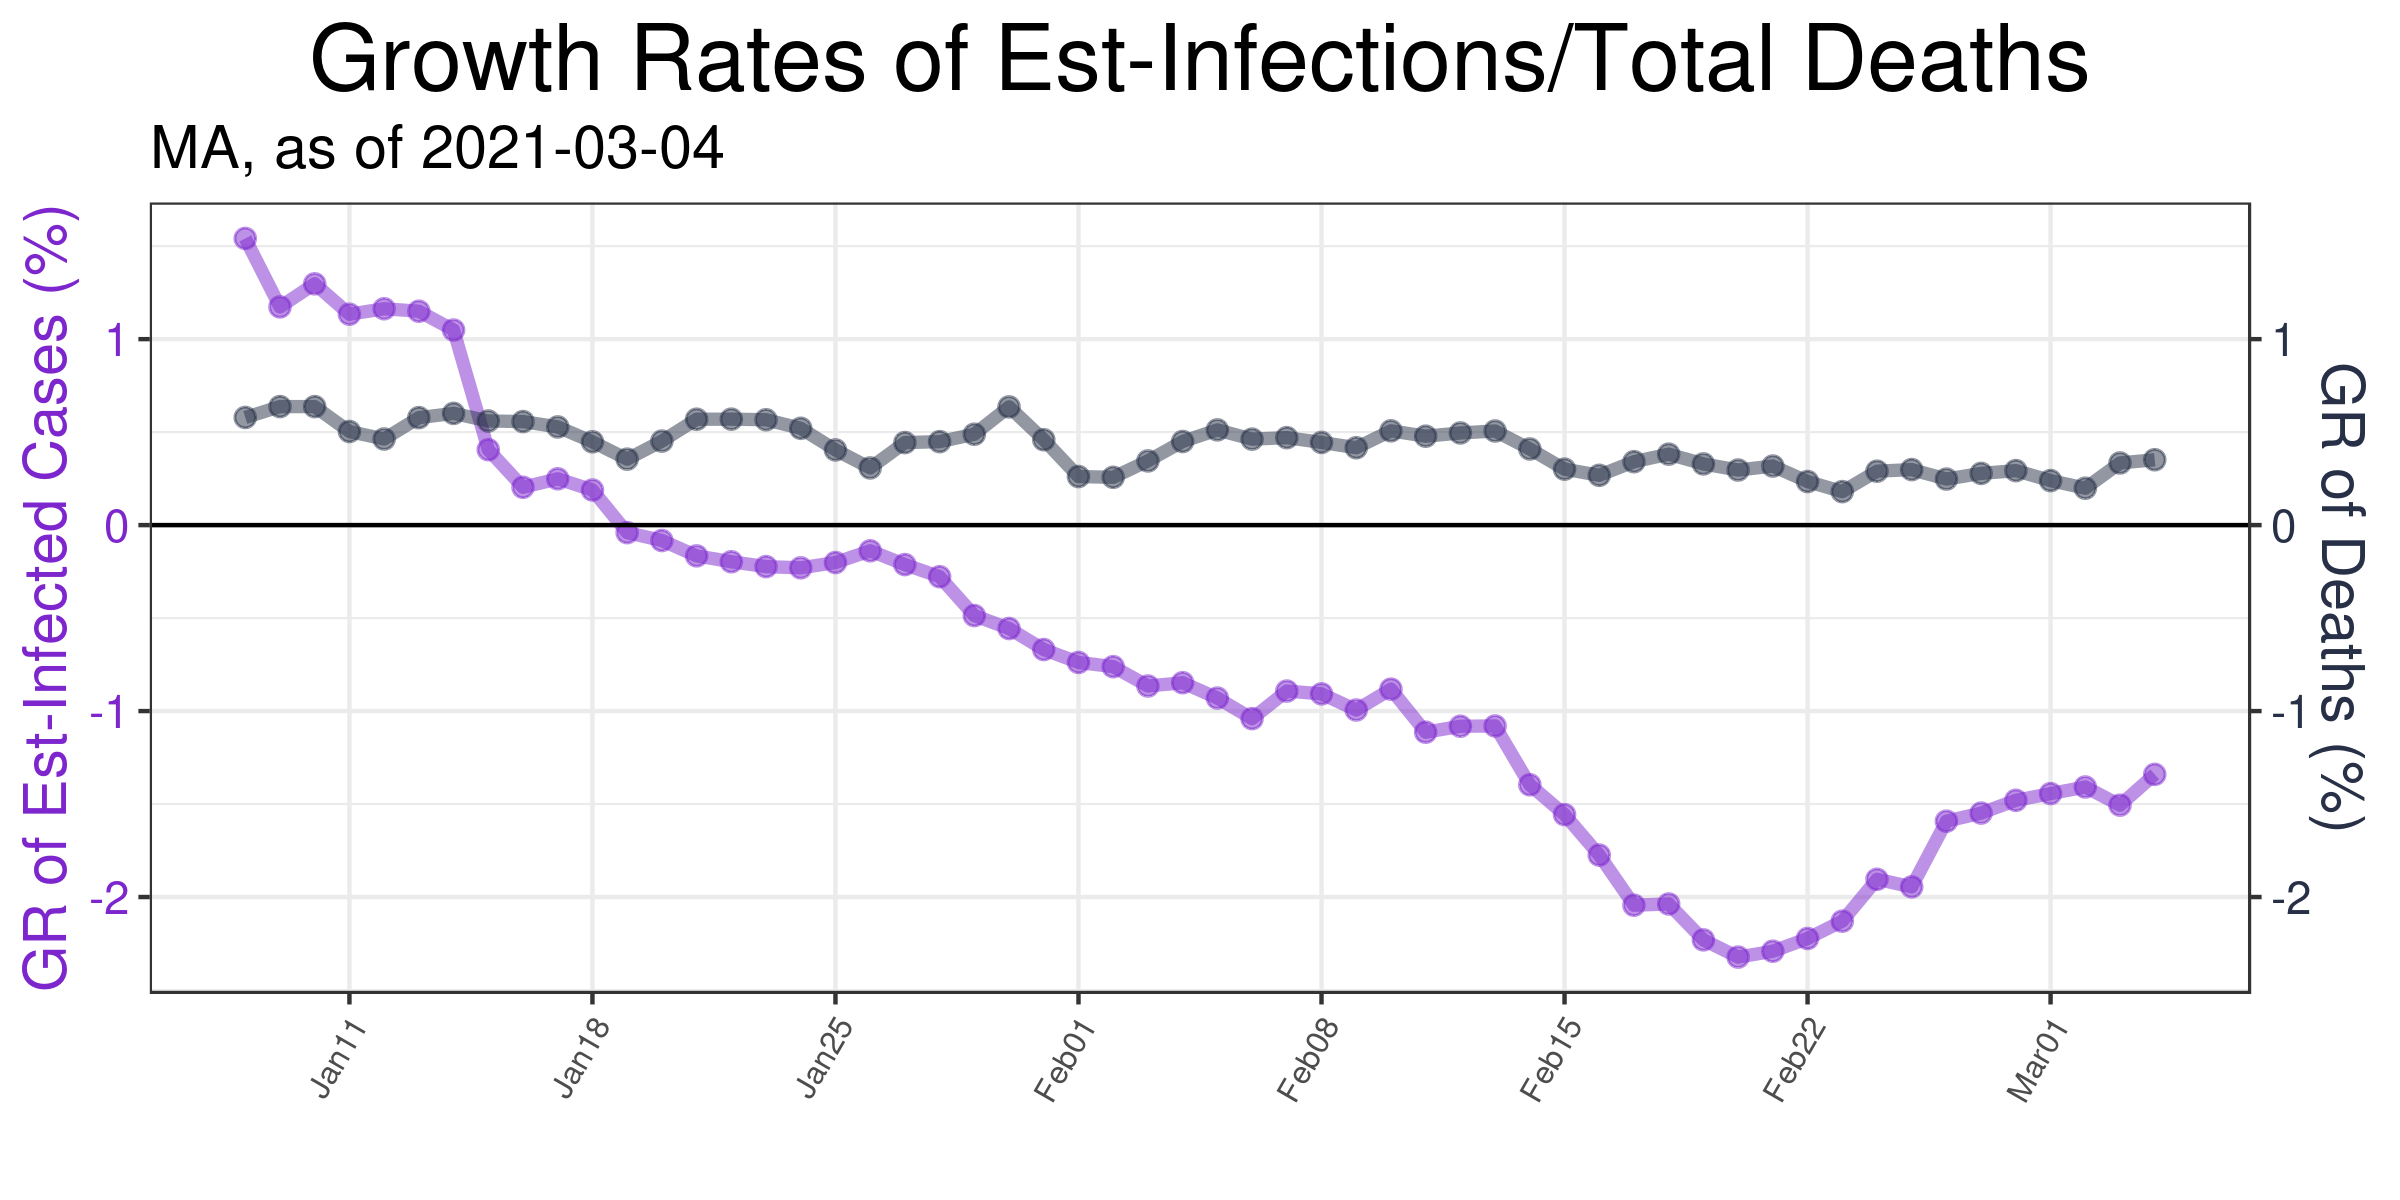 Growth Rates of Est-Infections/Total Deaths
MA, as of 2021-03-04
GR of Est-Infected Cases (%)
1
0
-1
-2
1
0
-1
-2
GR of Deaths (%)
Jan11
Jan18
Jan25
Feb01
Feb08
Feb15
Feb22
Mar01